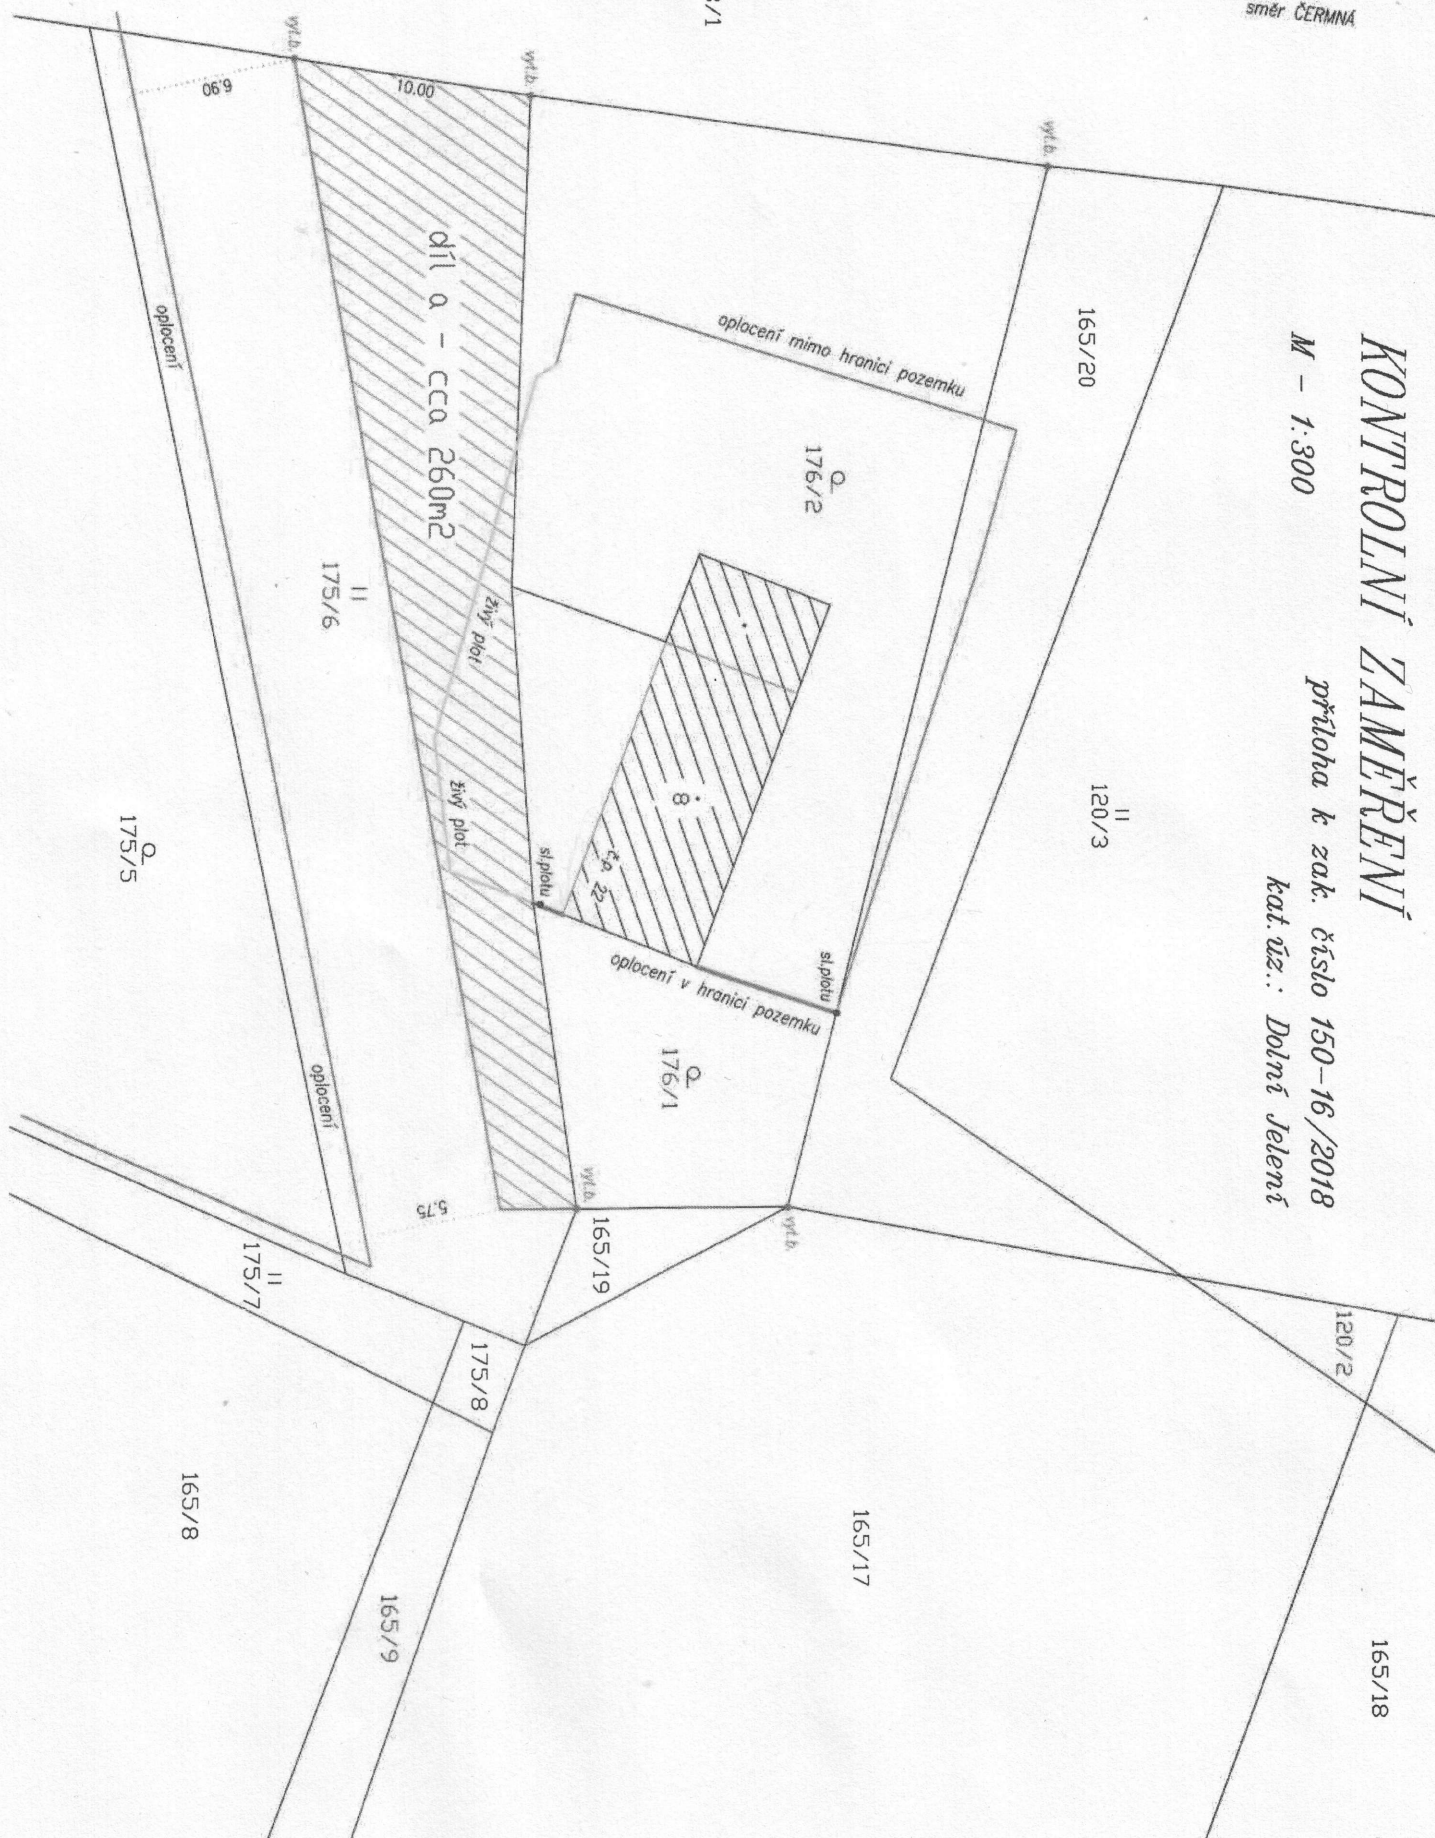 KONTROLNÍ ZAMĚŘENÍ
M - 1:300
příloha k zak. číslo 150-16/2018
kat.úz.: Dolní Jelení
směr ČERMNÁ
165/18
120/2
120/3
165/20
vyt.b.
oplocení mimo hranici pozemku
176/2
165/17
sl.plotu
vyt.b.
oplocení v hranici pozemku
176/1
8
č.p. 22
sl.plotu
165/19
vyt.b.
vyt.b.
10.00
díl a - cca 260m2
živý plot
živý plot
175/8
5.75
165/9
vyt.b.
6.90
175/6
oplocení
oplocení
175/7
165/8
175/5